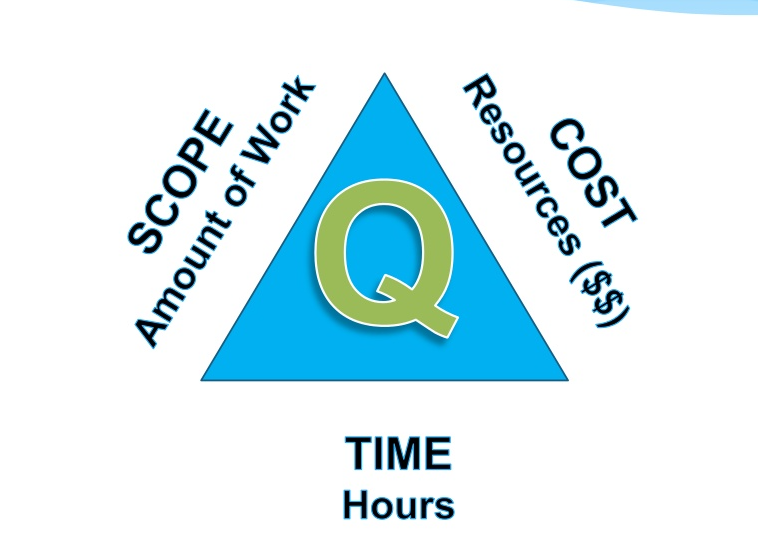 SCOPE
Amount of Work
COST
Resources ($$)
Q
TIME
Hours